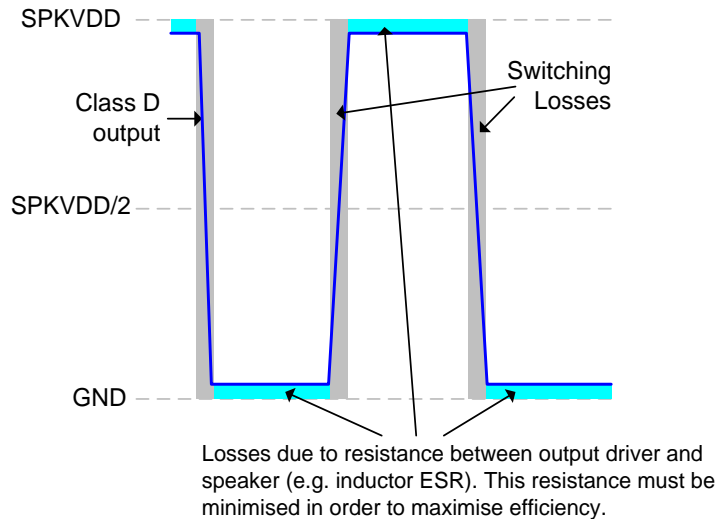 SPKVDD
Switching
Losses
Class D
output
SPKVDD/2
GND
Losses due to resistance between output driver and
speaker (e.g. inductor ESR). This resistance must be
minimised in order to maximise efficiency.